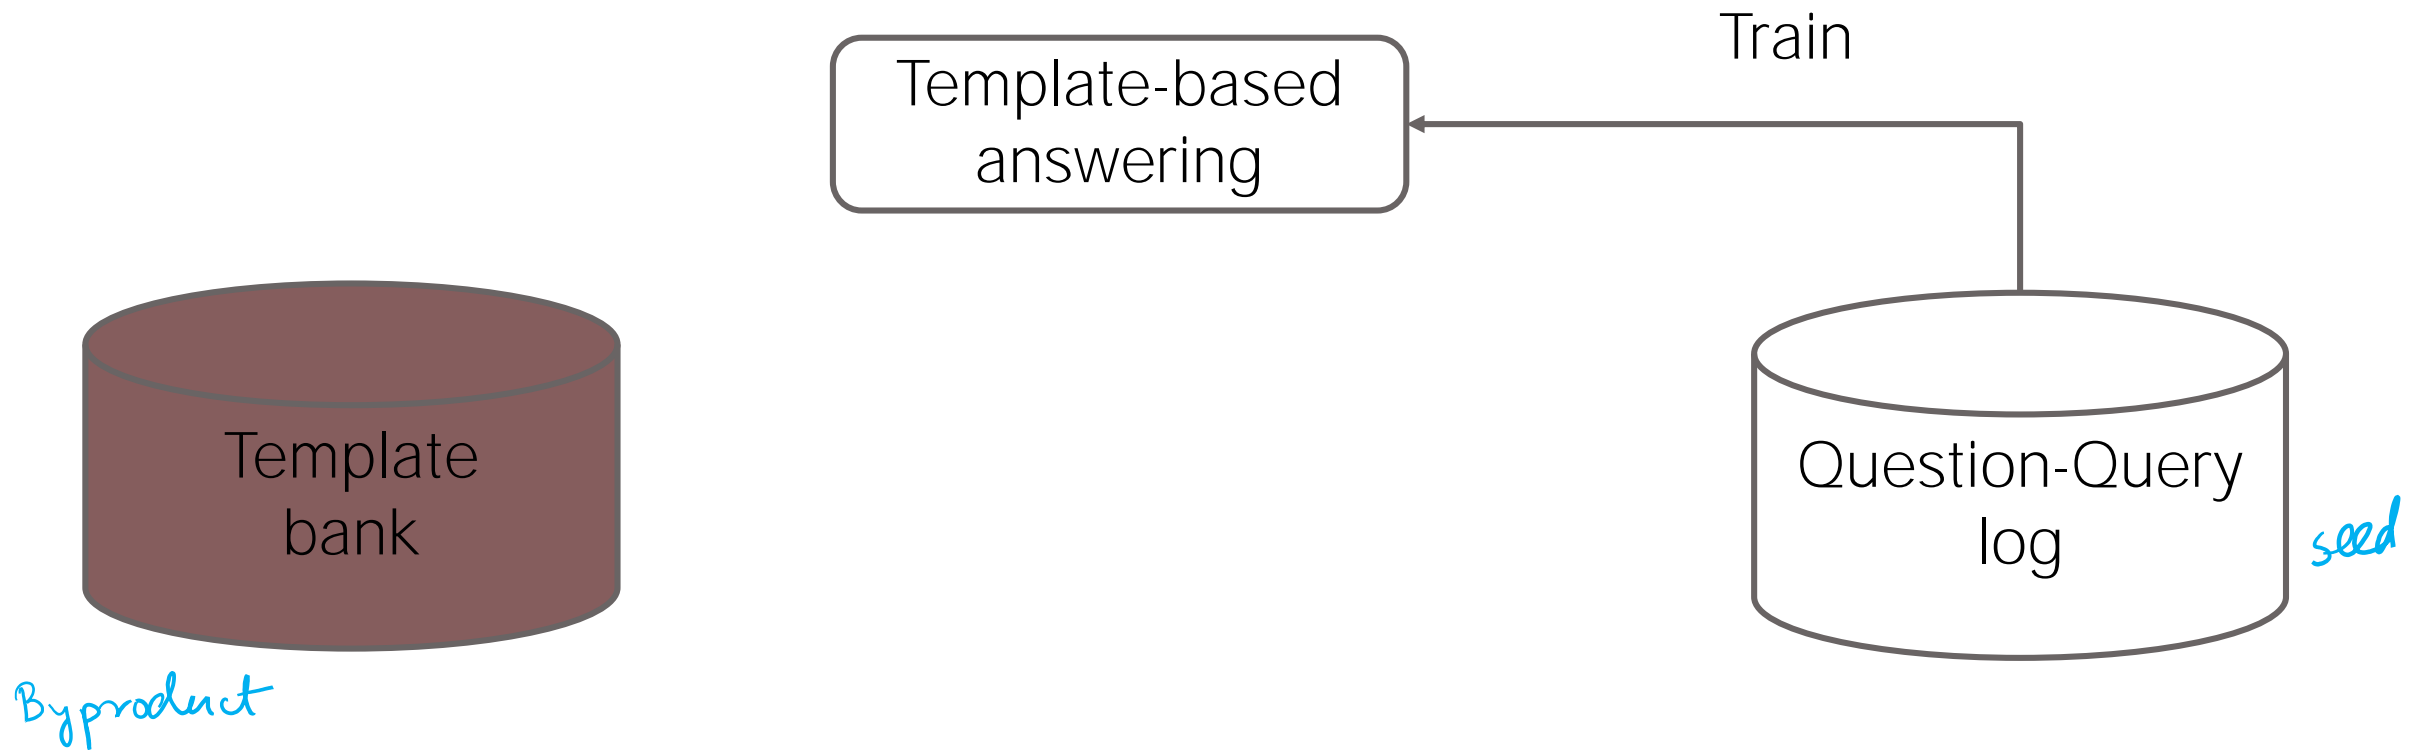 Train
Template-based
answering
Template
bank
Question-Query
log
seed
Byproduct